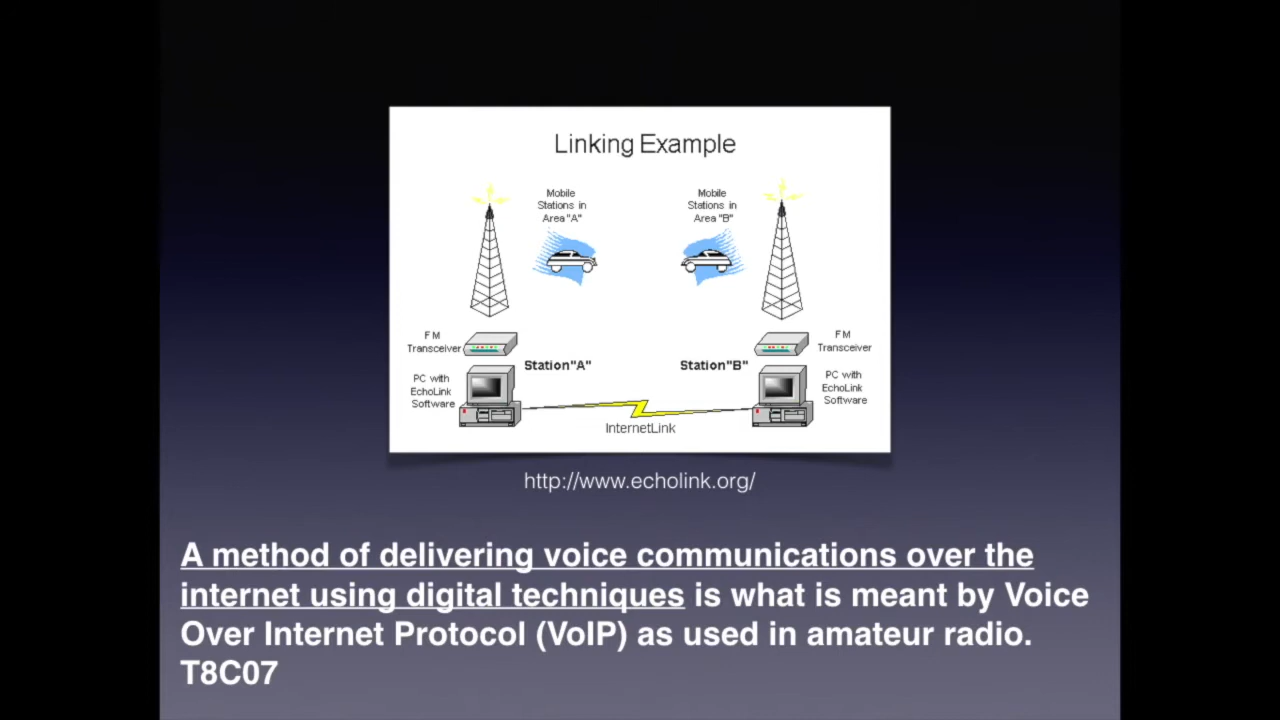 Linking Example
Mobile
Stations in
Area "A"
Mobile
Stations in
Area "B"
FM
Transceiver
Station"A"
PC with
EchoLink
Software
Station"B"
FM
Transceiver
PC with
EchoLink
Software
InternetLink
http://www.echolink.org/
A method of delivering voice communications over the
internet using digital techniques is what is meant by Voice
Over Internet Protocol (VoIP) as used in amateur radio.
T8C07